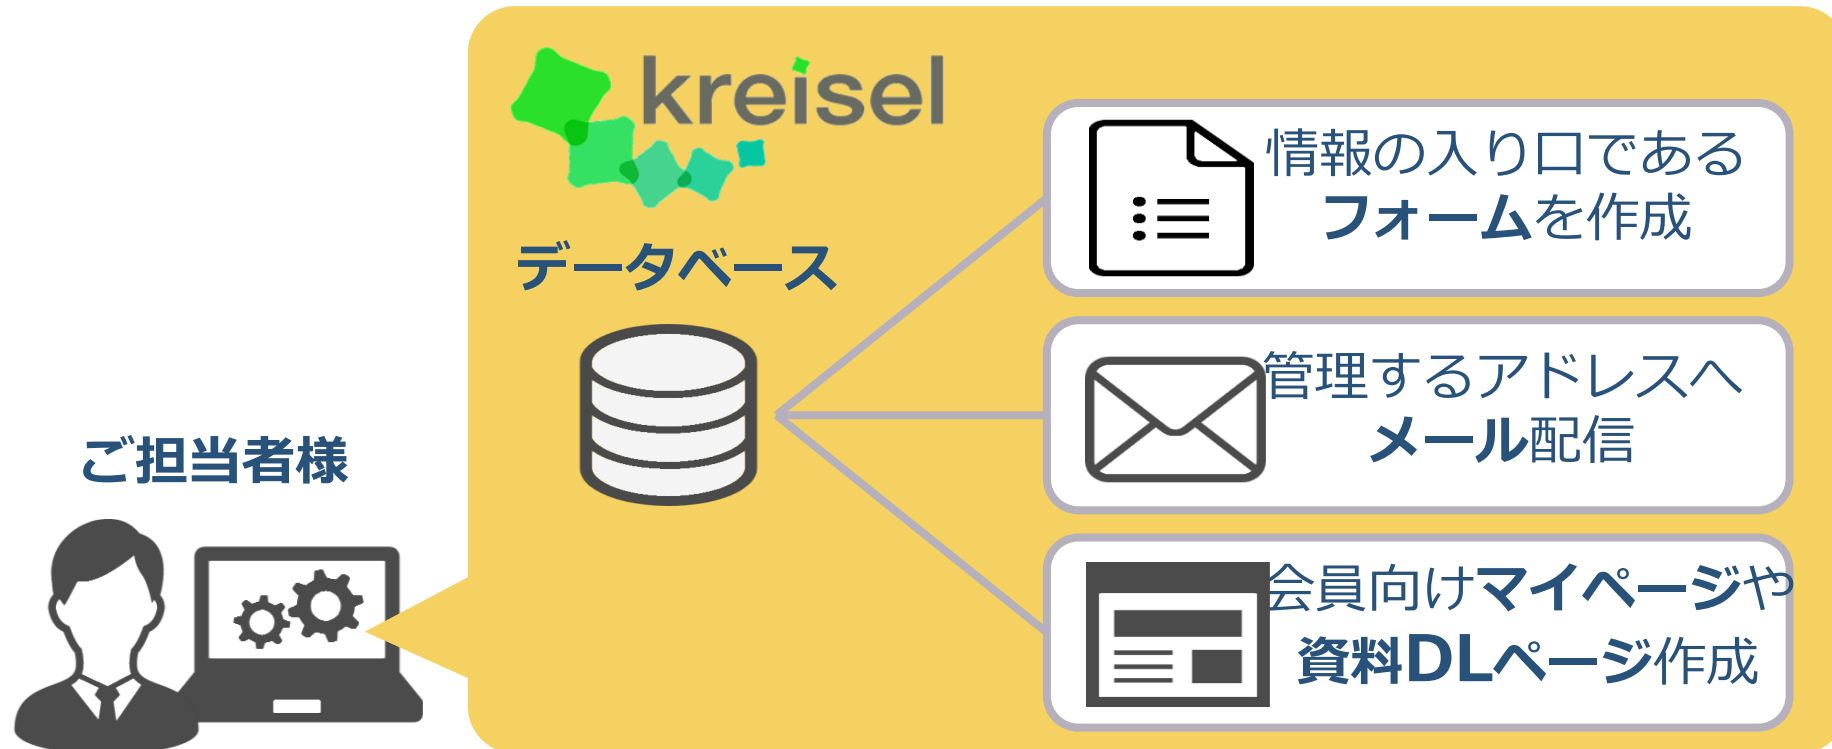 kreisel
データベース
ご担当者様
情報の入り口である
フォームを作成
管理するアドレスへ
メール配信
会員向けマイページや
資料DLページ作成